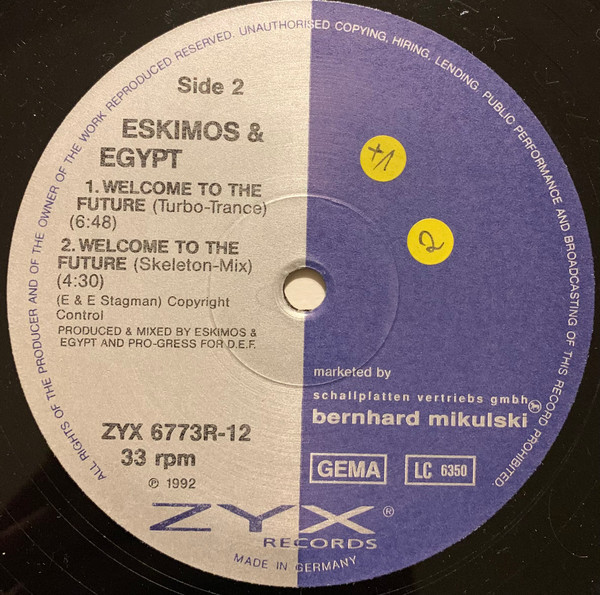 ALL RIGHTS OF THE PRODUCER AND OF THE OWNER OF THE WORK REPRODUCED RESERVED. UNAUTHORISED COPYING, HIRING, LENDING, PUBLIC PERFORMANCE AND BROADCASTING OF THIS RECORD PROHIBITED.
Side 2
ESKIMOS &
EGYPT
1. WELCOME TO THE
FUTURE (Turbo-Trance)
(6:48)
2. WELCOME TO THE
FUTURE (Skeleton-Mix)
(4:30)
(E & E Stagman) Copyright
Control
PRODUCED & MIXED BY ESKIMOS &
EGYPT AND PRO-GRESS FOR D.E.F.
ZYX 6773R-12
33 rpm
℗ 1992
+1
2
marketed by
schallplatten vertriebs gmbh
bernhard mikulski
GEMA
LC 6350
ZYX ®
RECORDS
MADE IN GERMANY